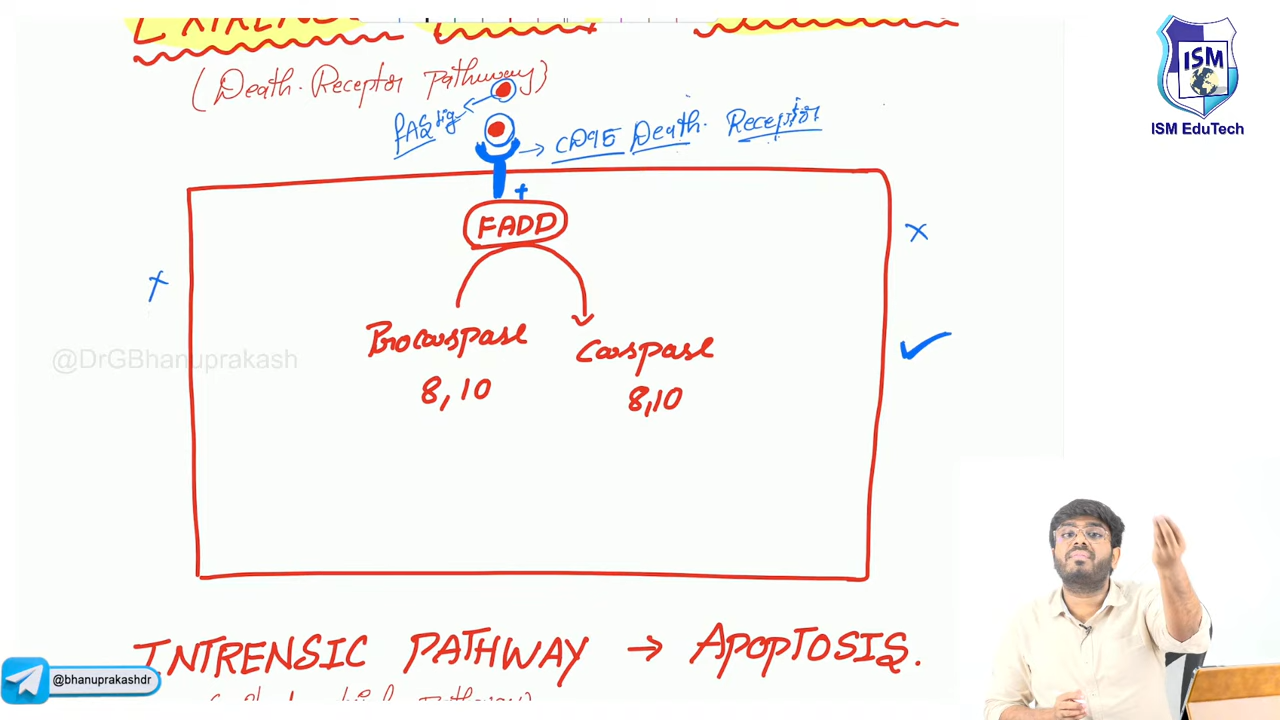 (Death-Receptor pathway)
FAS lig
CD95 Death Receptor
+
FADD
x
x
Procaspase
8, 10
Caspase
8,10
INTRENSIC PATHWAY → APOPTOSIS.
ISM
ISM EduTech
@DrGBhanuprakash
@bhanuprakashdr